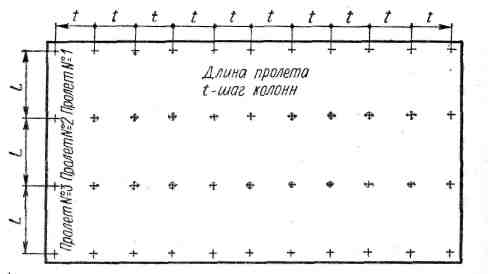 t t t t t t t t t t
Длина пролета
t-шаг колонн
L Пролет №1
L Пролет №2
L Пролет №3